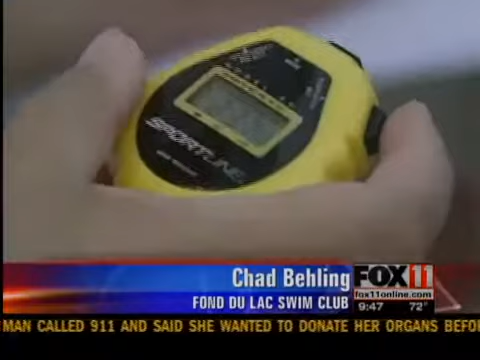 SPORTLINE
Chad Behling
FOND DU LAC SWIM CLUB
FOX 11
fox11online.com
9:47 72°
MAN CALLED 911 AND SAID SHE WANTED TO DONATE HER ORGANS BEFO